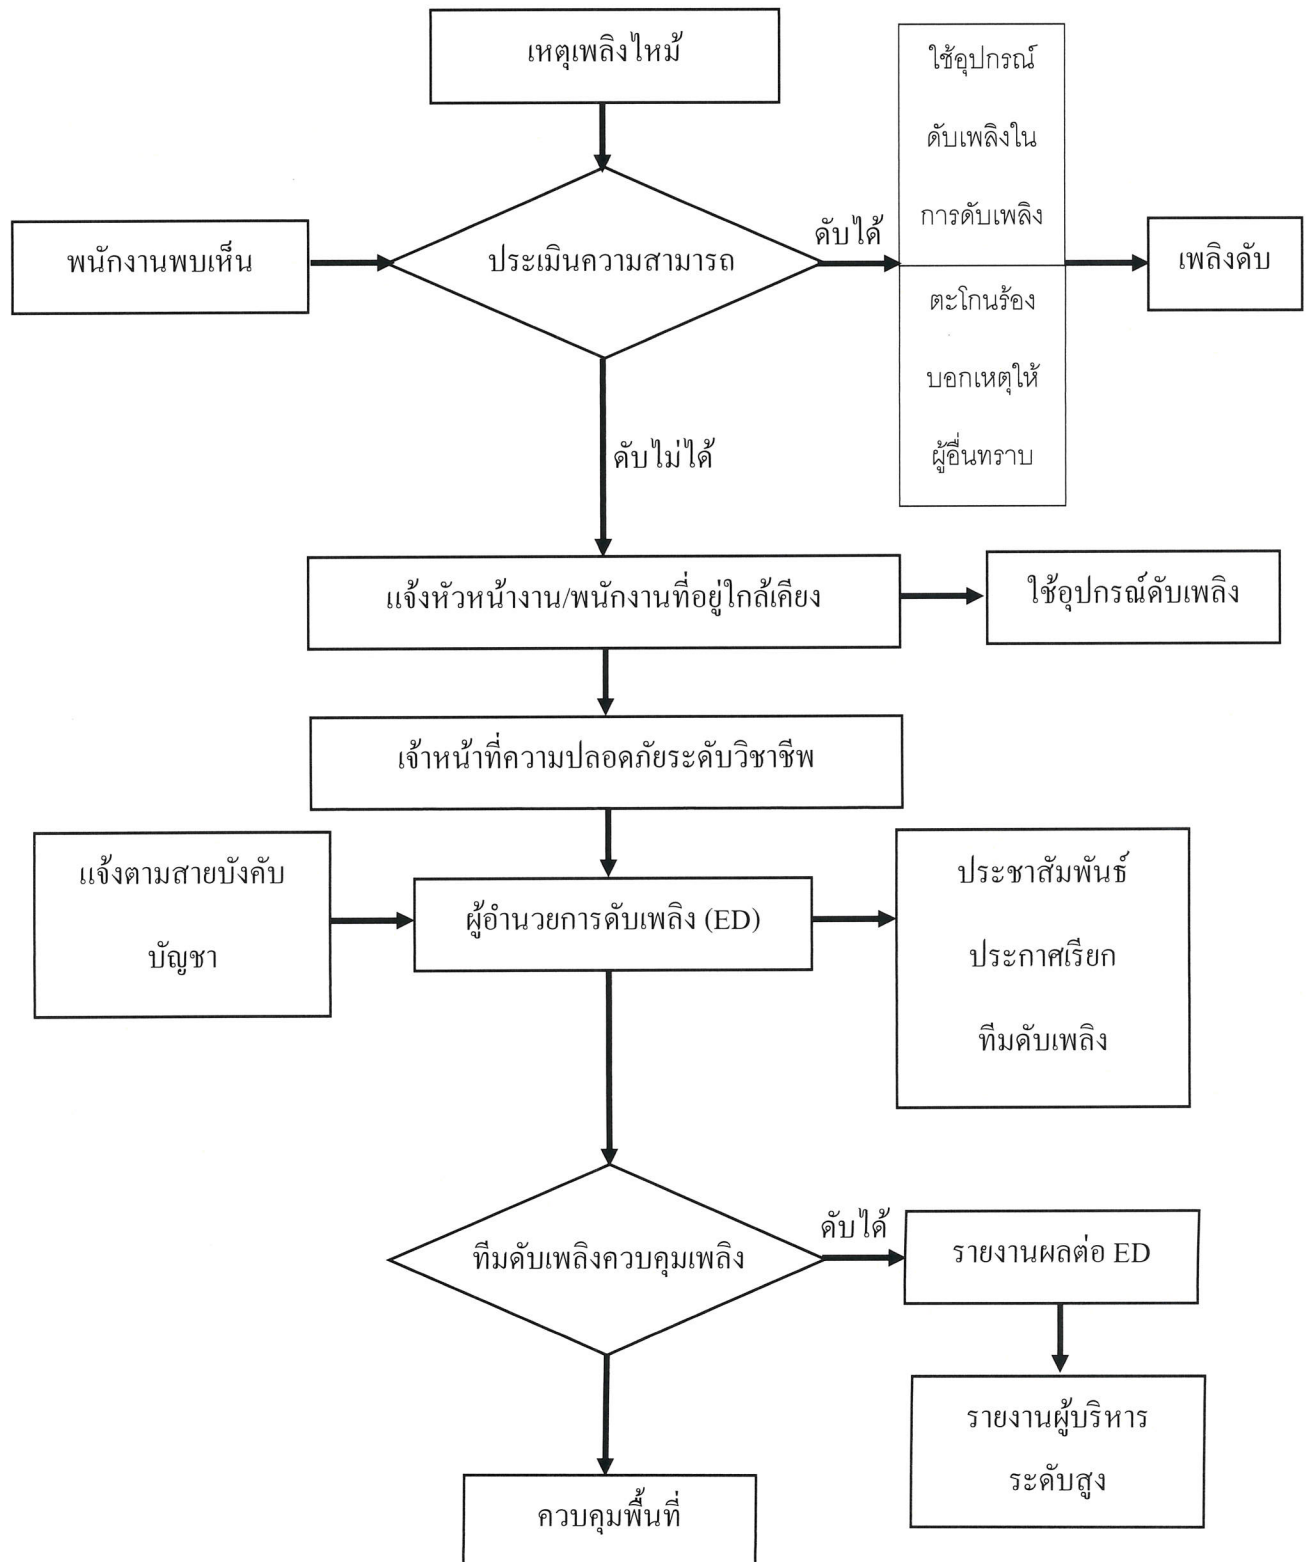 เหตุเพลิงไหม้
ใช้อุปกรณ์
ดับเพลิงใน
การดับเพลิง
พนักงานพบเห็น
ประเมินความสามารถ
ดับได้
เพลิงดับ
ตะโกนร้อง
บอกเหตุให้
ผู้อื่นทราบ
ดับไม่ได้
แจ้งหัวหน้างาน/พนักงานที่อยู่ใกล้เคียง
ใช้อุปกรณ์ดับเพลิง
เจ้าหน้าที่ความปลอดภัยระดับวิชาชีพ
แจ้งตามสายบังคับ
บัญชา
ผู้อำนวยการดับเพลิง (ED)
ประชาสัมพันธ์
ประกาศเรียก
ทีมดับเพลิง
ทีมดับเพลิงควบคุมเพลิง
ดับได้
รายงานผลต่อ ED
รายงานผู้บริหาร
ระดับสูง
ควบคุมพื้นที่